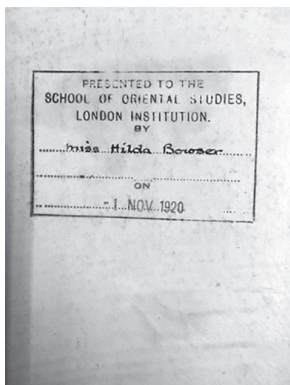 PRESENTED TO THE
SCHOOL OF ORIENTAL STUDIES,
LONDON INSTITUTION.
BY
Miss Hilda Bowser
ON
-1 NOV. 1920